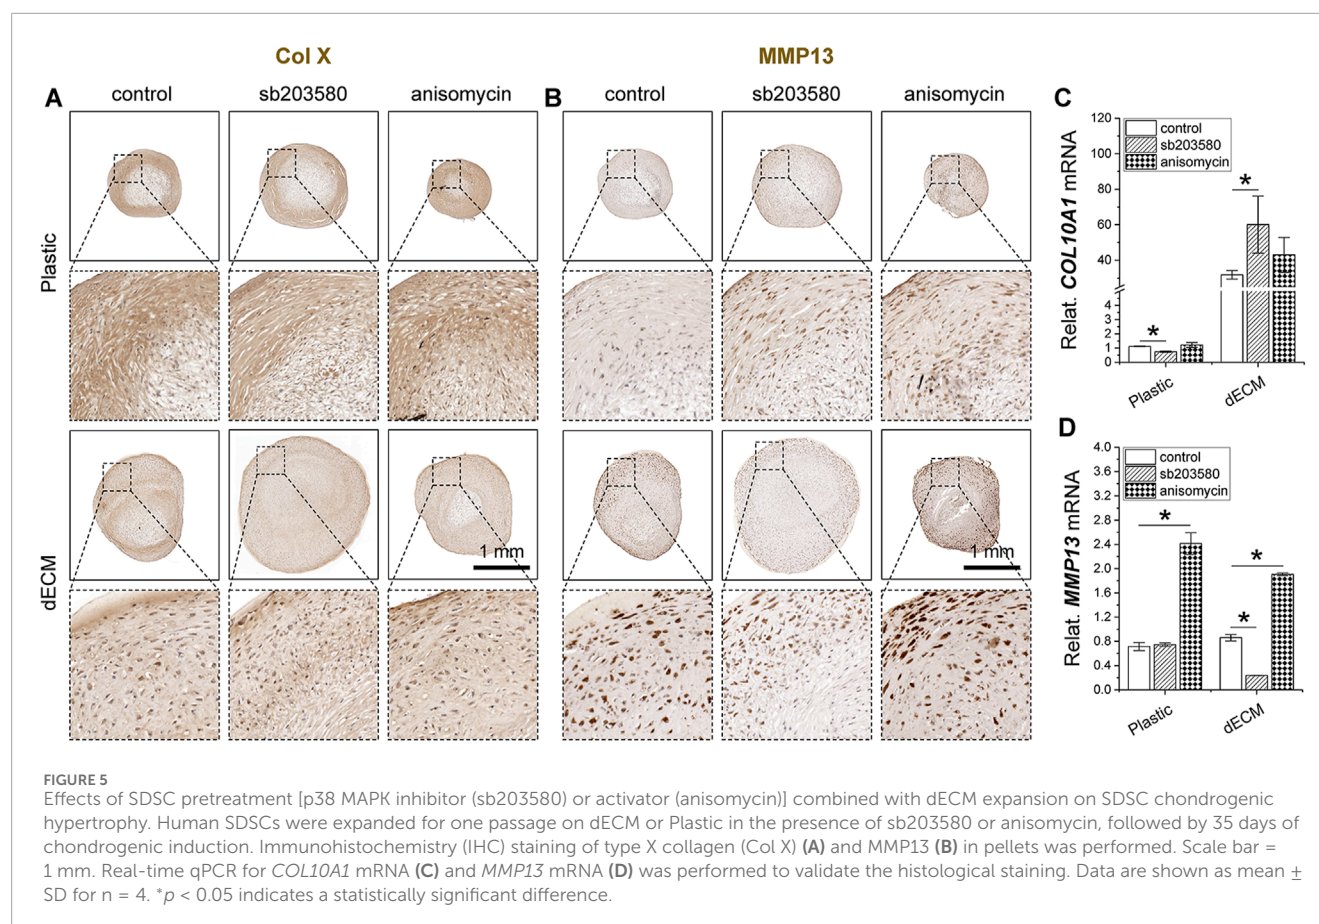 Col X
MMP13
A
control
sb203580
anisomycin
B
control
sb203580
anisomycin
Plastic
dECM
1 mm
1 mm
C
Relat. COL10A1 mRNA
120
100
80
60
40
5
4
3
2
1
0
control
sb203580
anisomycin
*
*
Plastic
dECM
D
Relat. MMP13 mRNA
4.0
3.6
3.2
2.8
2.4
2.0
1.6
1.2
0.8
0.4
0.0
control
sb203580
anisomycin
*
*
*
Plastic
dECM
FIGURE 5
Effects of SDSC pretreatment [p38 MAPK inhibitor (sb203580) or activator (anisomycin)] combined with dECM expansion on SDSC chondrogenic
hypertrophy. Human SDSCs were expanded for one passage on dECM or Plastic in the presence of sb203580 or anisomycin, followed by 35 days of
chondrogenic induction. Immunohistochemistry (IHC) staining of type X collagen (Col X) (A) and MMP13 (B) in pellets was performed. Scale bar =
1 mm. Real-time qPCR for COL10A1 mRNA (C) and MMP13 mRNA (D) was performed to validate the histological staining. Data are shown as mean ±
SD for n = 4. *p < 0.05 indicates a statistically significant difference.